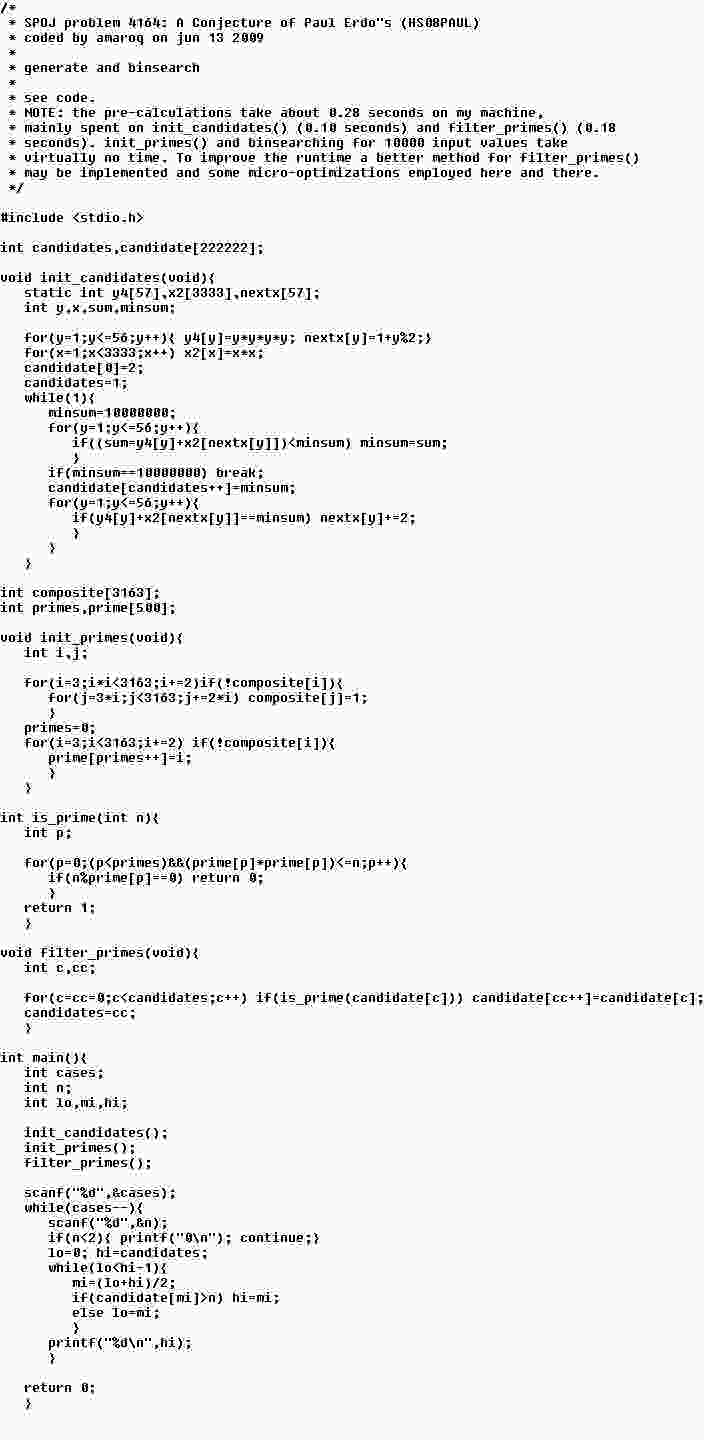 /*
 * SPOJ problem 4164: A Conjecture of Paul Erdo"s (HS08PAUL)
 * coded by amaroq on jun 13 2009
 *
 * generate and binsearch
 *
 * see code.
 * NOTE: the pre-calculations take about 0.28 seconds on my machine,
 * mainly spent on init_candidates() (0.10 seconds) and filter_primes() (0.18
 * seconds). init_primes() and binsearching for 10000 input values take
 * virtually no time. To improve the runtime a better method for filter_primes()
 * may be implemented and some micro-optimizations employed here and there.
 */

#include <stdio.h>

int candidates,candidate[222222];

void init_candidates(void){
   static int y4[57],x2[3333],nextx[57];
   int y,x,sum,minsum;

   for(y=1;y<=56;y++){ y4[y]=y*y*y*y; nextx[y]=1+y%2;}
   for(x=1;x<3333;x++) x2[x]=x*x;
   candidate[0]=2;
   candidates=1;
   while(1){
      minsum=10000000;
      for(y=1;y<=56;y++){
         if((sum=y4[y]+x2[nextx[y]])<minsum) minsum=sum;
         }
      if(minsum==10000000) break;
      candidate[candidates++]=minsum;
      for(y=1;y<=56;y++){
         if(y4[y]+x2[nextx[y]]==minsum) nextx[y]+=2;
         }
      }
   }

int composite[3163];
int primes,prime[500];

void init_primes(void){
   int i,j;

   for(i=3;i*i<3163;i+=2)if(!composite[i]){
      for(j=3*i;j<3163;j+=2*i) composite[j]=1;
      }
   primes=0;
   for(i=3;i<3163;i+=2) if(!composite[i]){
      prime[primes++]=i;
      }
   }

int is_prime(int n){
   int p;

   for(p=0;(p<primes)&&(prime[p]*prime[p])<=n;p++){
      if(n%prime[p]==0) return 0;
      }
   return 1;
   }

void filter_primes(void){
   int c,cc;

   for(c=cc=0;c<candidates;c++) if(is_prime(candidate[c])) candidate[cc++]=candidate[c];
   candidates=cc;
   }

int main(){
   int cases;
   int n;
   int lo,mi,hi;

   init_candidates();
   init_primes();
   filter_primes();

   scanf("%d",&cases);
   while(cases--){
      scanf("%d",&n);
      if(n<2){ printf("0\n"); continue;}
      lo=0; hi=candidates;
      while(lo<hi-1){
         mi=(lo+hi)/2;
         if(candidate[mi]>n) hi=mi;
         else lo=mi;
         }
      printf("%d\n",hi);
      }

   return 0;
   }